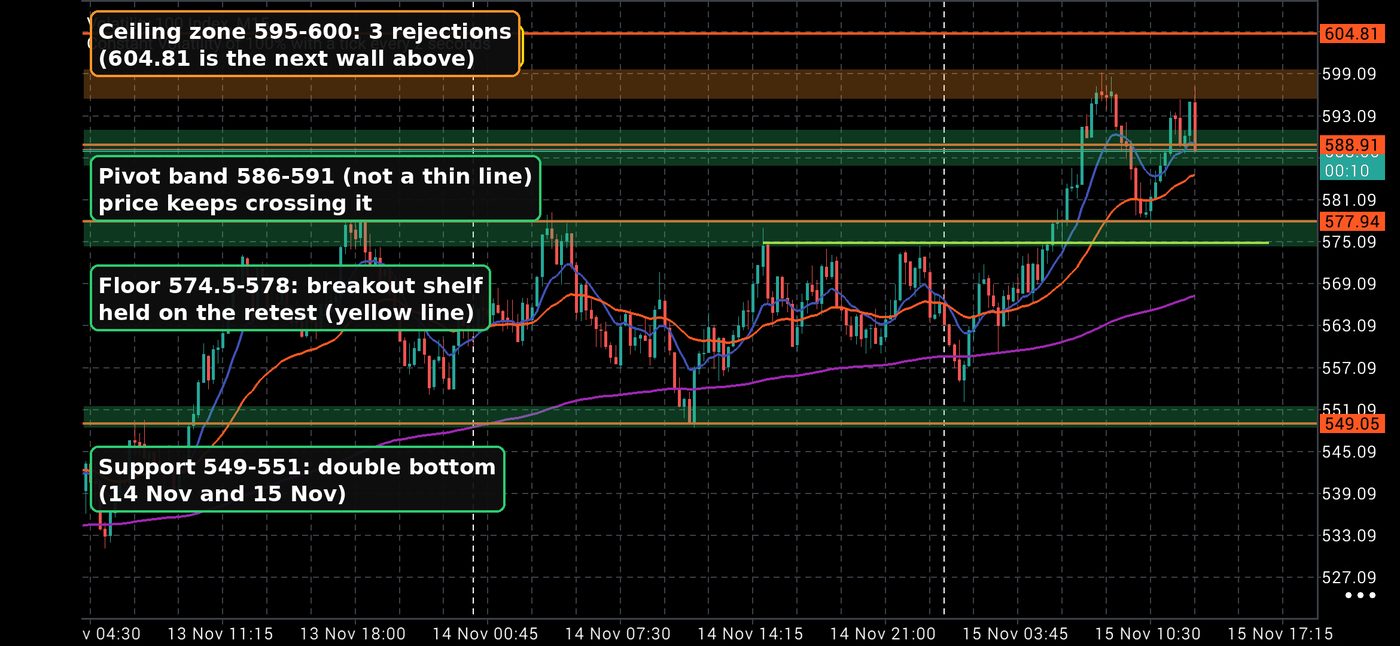 Ceiling zone 595-600: 3 rejections
(604.81 is the next wall above)
Pivot band 586-591 (not a thin line)
price keeps crossing it
Floor 574.5-578: breakout shelf
held on the retest (yellow line)
Support 549-551: double bottom
(14 Nov and 15 Nov)
604.81
599.09
593.09
588.91
00:10
581.09
577.94
575.09
569.09
563.09
557.09
551.09
549.05
545.09
539.09
533.09
527.09
v 04:30
13 Nov 11:15
13 Nov 18:00
14 Nov 00:45
14 Nov 07:30
14 Nov 14:15
14 Nov 21:00
15 Nov 03:45
15 Nov 10:30
15 Nov 17:15